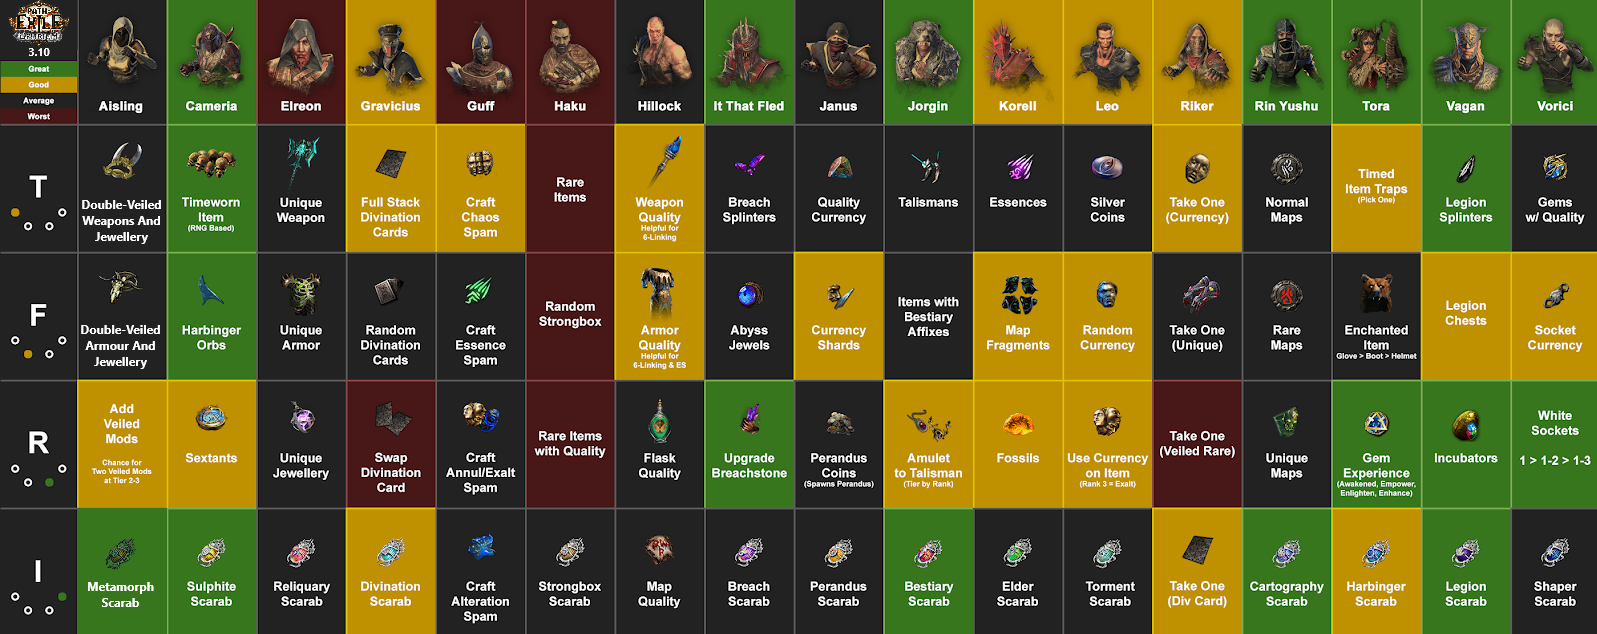 PATH
OF
EXILE
3.10
Great
Good
Average
Worst
Aisling
Cameria
Elreon
Gravicius
Guff
Haku
Hillock
It That Fled
Janus
Jorgin
Korell
Leo
Riker
Rin Yushu
Tora
Vagan
Vorici
T
Double-Veiled
Weapons And
Jewellery
Timeworn
Item
(RNG Based)
Unique
Weapon
Full Stack
Divination
Cards
Craft
Chaos
Spam
Rare
Items
Weapon
Quality
Helpful for
6-Linking
Breach
Splinters
Quality
Currency
Talismans
Essences
Silver
Coins
Take One
(Currency)
Normal
Maps
Timed
Item Traps
(Pick One)
Legion
Splinters
Gems
w/ Quality
F
Double-Veiled
Armour And
Jewellery
Harbinger
Orbs
Unique
Armor
Random
Divination
Cards
Craft
Essence
Spam
Random
Strongbox
Armor
Quality
Helpful for
6-Linking & ES
Abyss
Jewels
Currency
Shards
Items with
Bestiary
Affixes
Map
Fragments
Random
Currency
Take One
(Unique)
Rare
Maps
Enchanted
Item
Glove > Boot > Helmet
Legion
Chests
Socket
Currency
R
Add
Veiled
Mods
Chance for
Two Veiled Mods
at Tier 2-3
Sextants
Unique
Jewellery
Swap
Divination
Card
Craft
Annul/Exalt
Spam
Rare Items
with Quality
Flask
Quality
Upgrade
Breachstone
Perandus
Coins
(Spawns Perandus)
Amulet
to Talisman
(Tier by Rank)
Fossils
Use Currency
on Item
(Rank 3 = Exalt)
Take One
(Veiled Rare)
Unique
Maps
Gem
Experience
(Awakened, Empower,
Enlighten, Enhance)
Incubators
White
Sockets
1 > 1-2 > 1-3
I
Metamorph
Scarab
Sulphite
Scarab
Reliquary
Scarab
Divination
Scarab
Craft
Alteration
Spam
Strongbox
Scarab
Map
Quality
Breach
Scarab
Perandus
Scarab
Bestiary
Scarab
Elder
Scarab
Torment
Scarab
Take One
(Div Card)
Cartography
Scarab
Harbinger
Scarab
Legion
Scarab
Shaper
Scarab